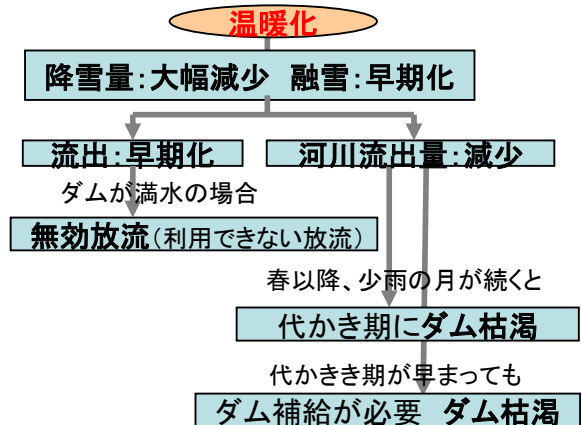 温暖化
降雪量：大幅減少　融雪：早期化
流出：早期化
河川流出量：減少
ダムが満水の場合
無効放流（利用できない放流）
春以降、少雨の月が続くと
代かき期にダム枯渇
代かきき期が早まっても
ダム補給が必要　ダム枯渇